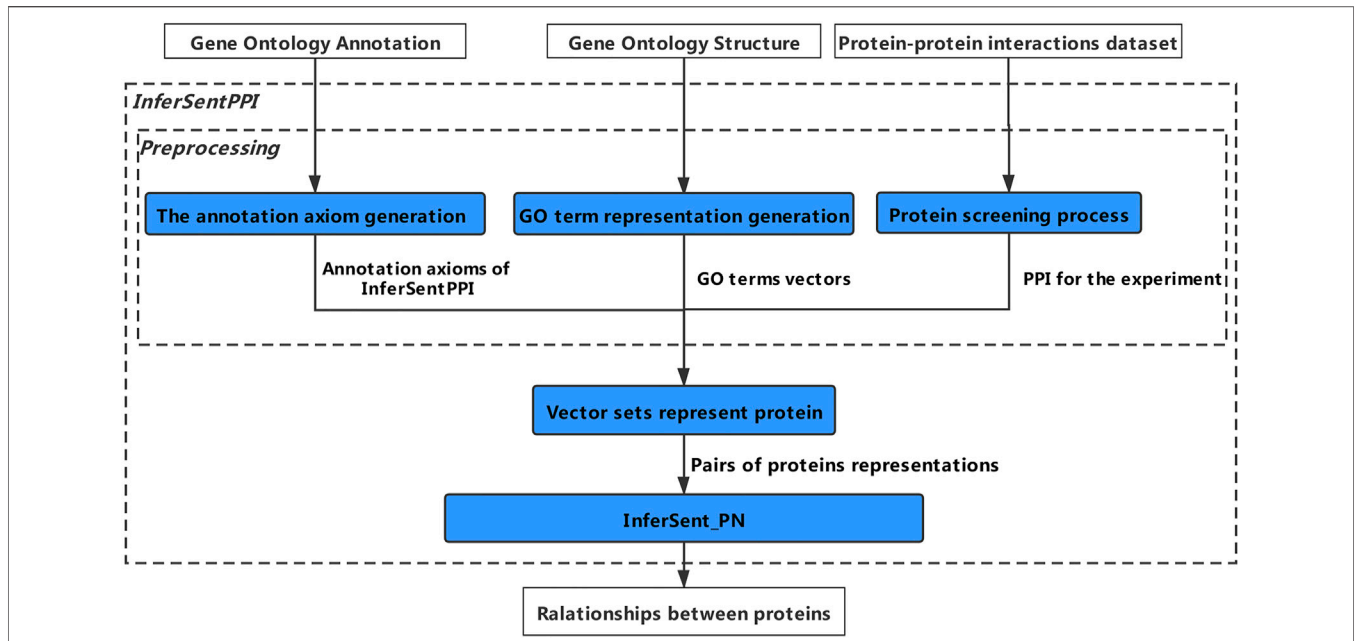 Gene Ontology Annotation
Gene Ontology Structure
Protein-protein interactions dataset
InferSentPPI
Preprocessing
The annotation axiom generation
GO term representation generation
Protein screening process
Annotation axioms of
InferSentPPI
GO terms vectors
PPI for the experiment
Vector sets represent protein
Pairs of proteins representations
InferSent_PN
Ralationships between proteins